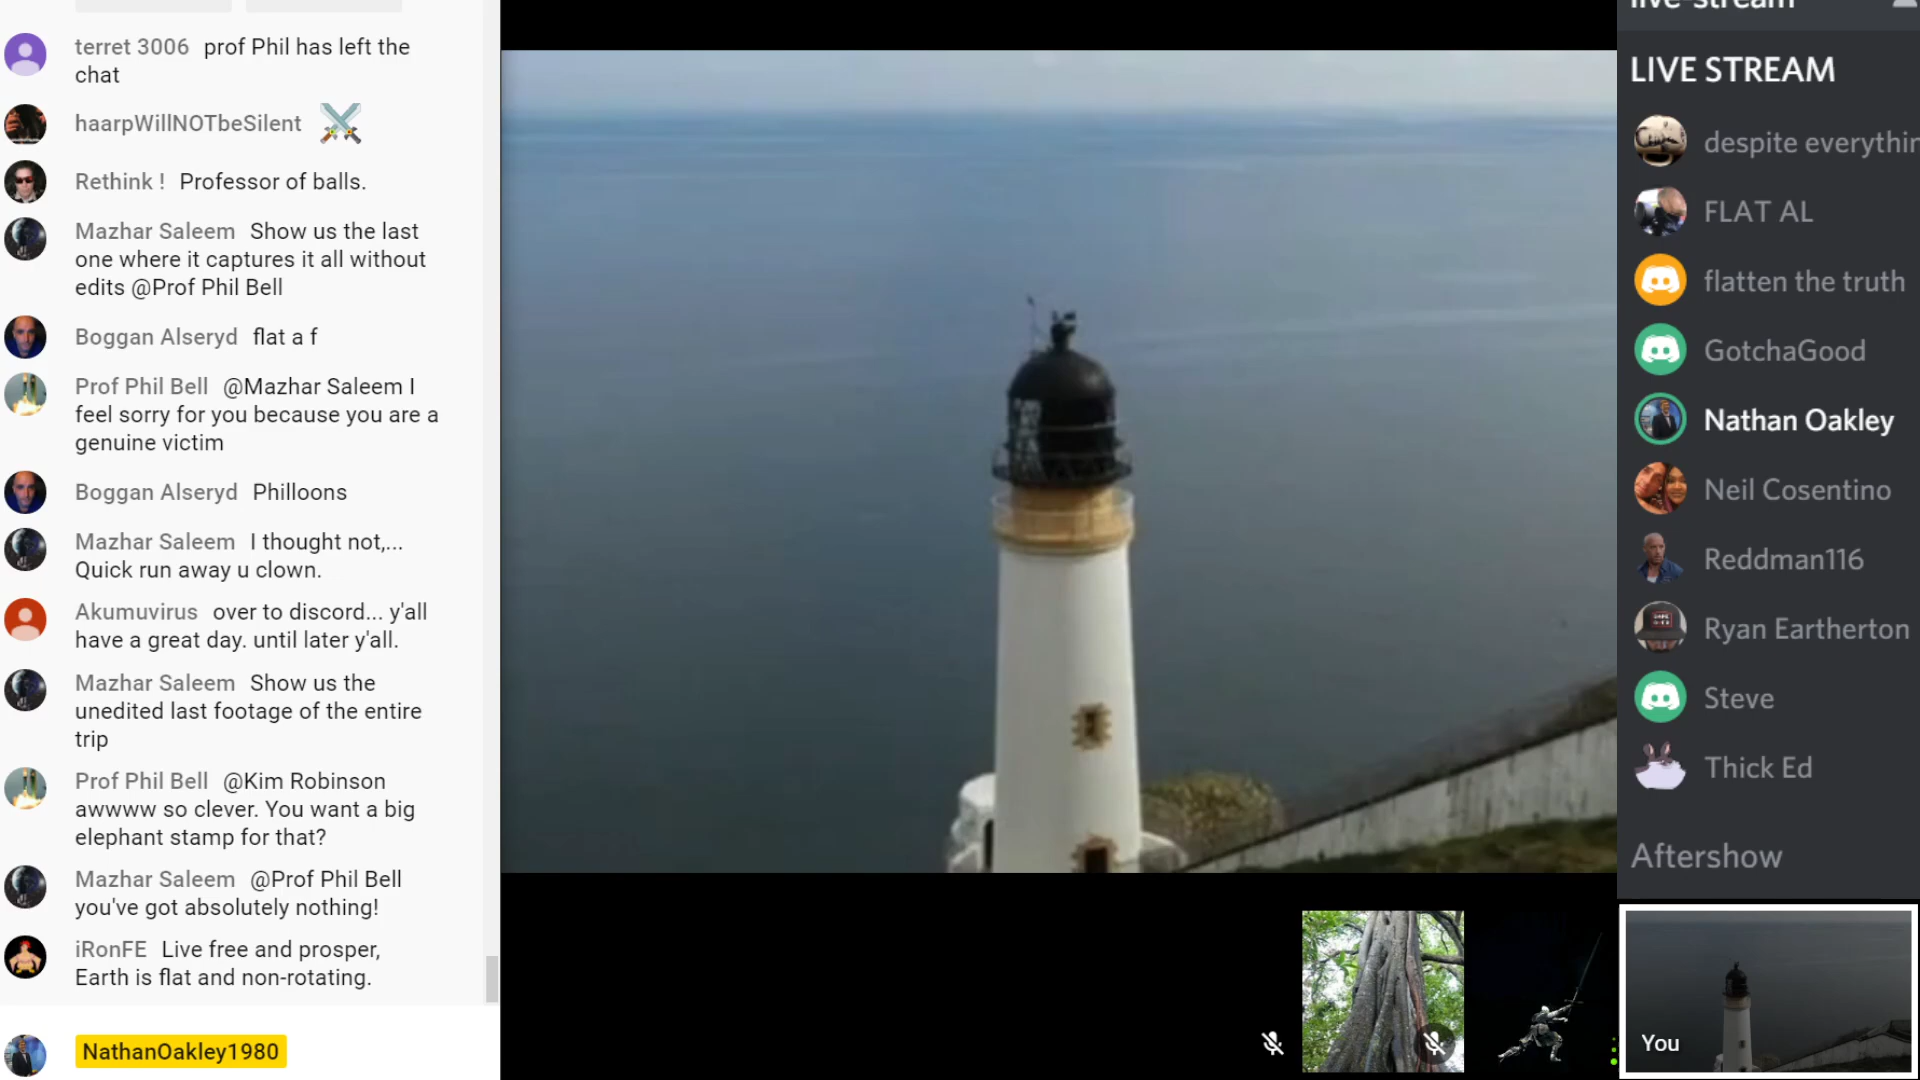 terret 3006 prof Phil has left the
chat
haarpWillNOTbeSilent
Rethink ! Professor of balls.
Mazhar Saleem Show us the last
one where it captures it all without
edits @Prof Phil Bell
Boggan Alseryd flat a f
Prof Phil Bell @Mazhar Saleem I
feel sorry for you because you are a
genuine victim
Boggan Alseryd Philloons
Mazhar Saleem I thought not,...
Quick run away u clown.
Akumuvirus over to discord... y'all
have a great day. until later y'all.
Mazhar Saleem Show us the
unedited last footage of the entire
trip
Prof Phil Bell @Kim Robinson
awwww so clever. You want a big
elephant stamp for that?
Mazhar Saleem @Prof Phil Bell
you've got absolutely nothing!
iRonFE Live free and prosper,
Earth is flat and non-rotating.
NathanOakley1980
live-stream
LIVE STREAM
despite everythin
FLAT AL
flatten the truth
GotchaGood
Nathan Oakley
Neil Cosentino
Reddman116
Ryan Eartherton
Steve
Thick Ed
Aftershow
You